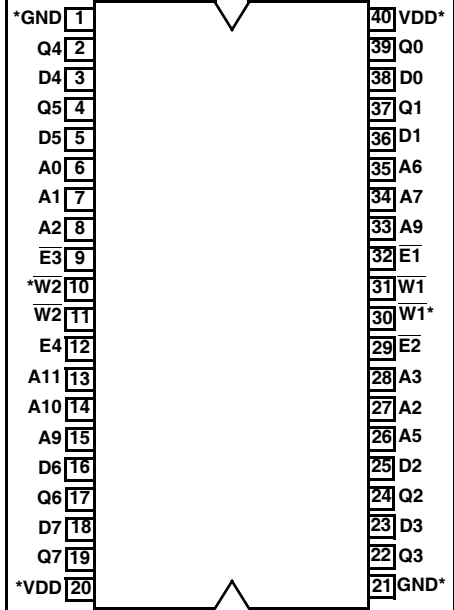 *GND 1 40 VDD*
Q4 2 39 Q0
D4 3 38 D0
Q5 4 37 Q1
D5 5 36 D1
A0 6 35 A6
A1 7 34 A7
A2 8 33 A9
E3 9 32 E1
*W2 10 31 W1
W2 11 30 W1*
E4 12 29 E2
A11 13 28 A3
A10 14 27 A2
A9 15 26 A5
D6 16 25 D2
Q6 17 24 Q2
D7 18 23 D3
Q7 19 22 Q3
*VDD 20 21 GND*